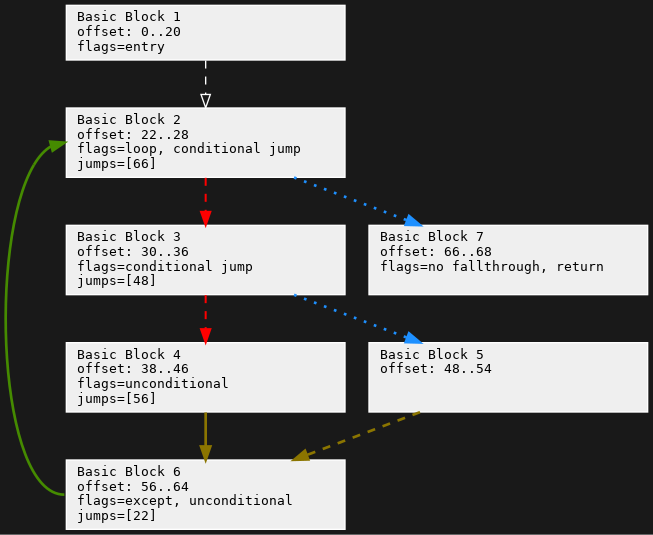 Basic Block 1
offset: 0..20
flags=entry
Basic Block 2
offset: 22..28
flags=loop, conditional jump
jumps=[66]
Basic Block 3
offset: 30..36
flags=conditional jump
jumps=[48]
Basic Block 7
offset: 66..68
flags=no fallthrough, return
Basic Block 4
offset: 38..46
flags=unconditional
jumps=[56]
Basic Block 5
offset: 48..54
Basic Block 6
offset: 56..64
flags=except, unconditional
jumps=[22]